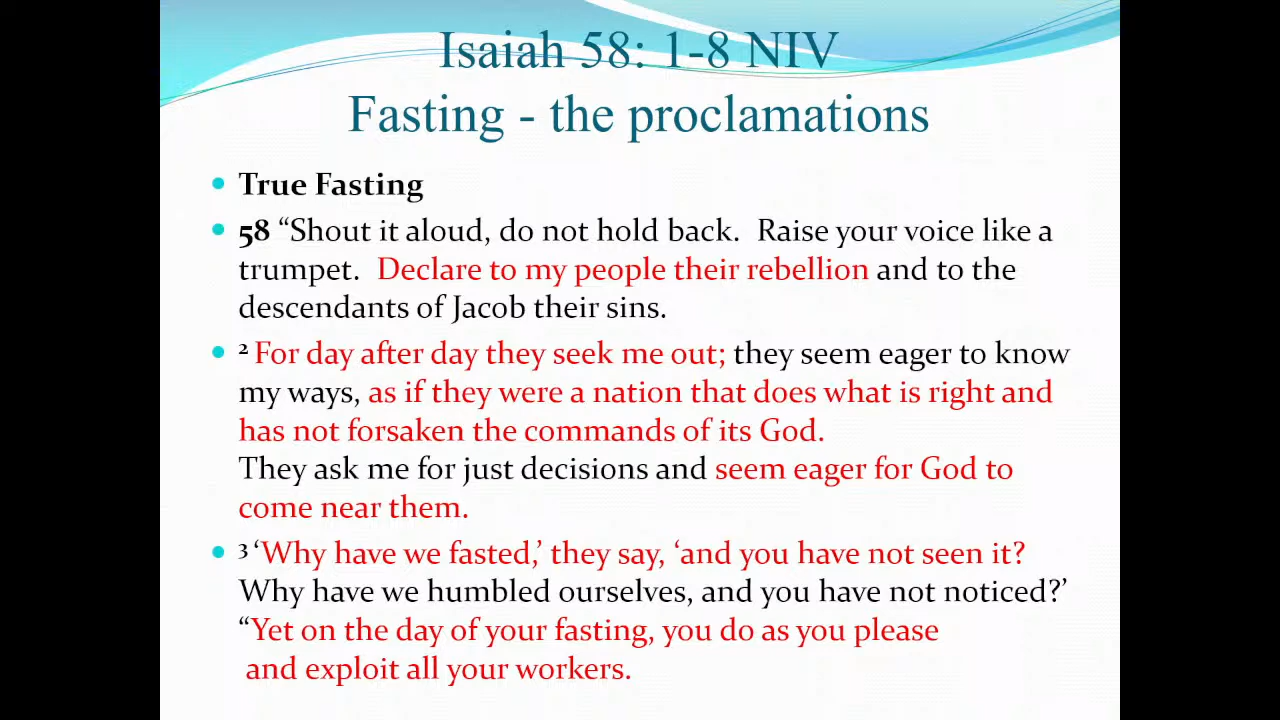 Isaiah 58: 1-8 NIV
Fasting - the proclamations
• True Fasting
• 58 “Shout it aloud, do not hold back.  Raise your voice like a
trumpet.  Declare to my people their rebellion and to the
descendants of Jacob their sins.
• 2 For day after day they seek me out; they seem eager to know
my ways, as if they were a nation that does what is right and
has not forsaken the commands of its God.
They ask me for just decisions and seem eager for God to
come near them.
• 3 ‘Why have we fasted,’ they say, ‘and you have not seen it?
Why have we humbled ourselves, and you have not noticed?’
“Yet on the day of your fasting, you do as you please
and exploit all your workers.